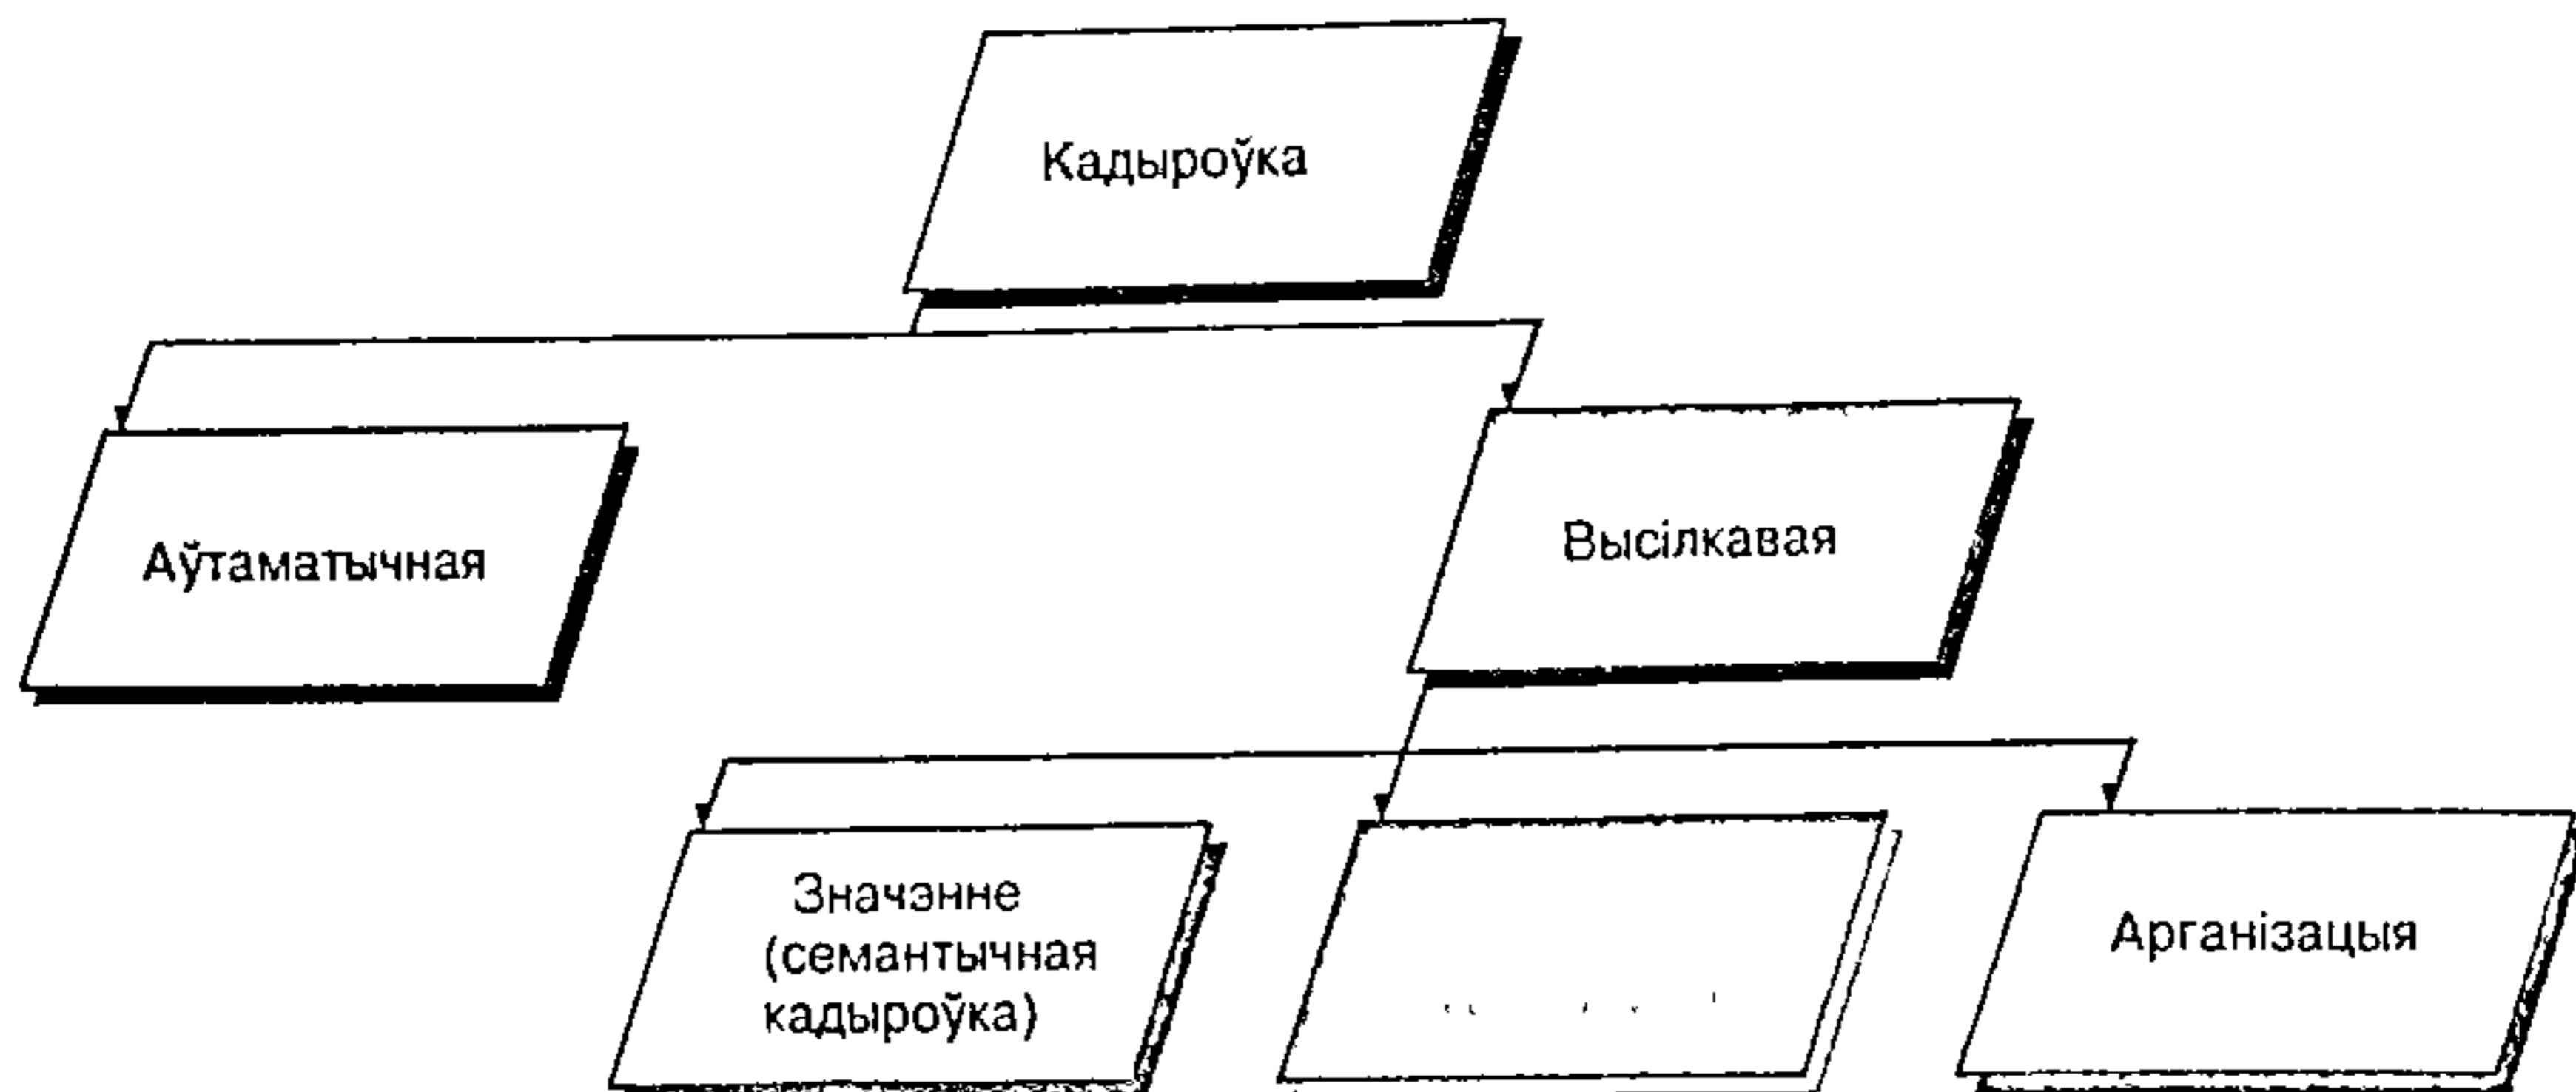 Кадыроўка
Аўтаматычная
Высілкавая
Значэнне
(семантычная
кадыроўка)
Арганізацыя